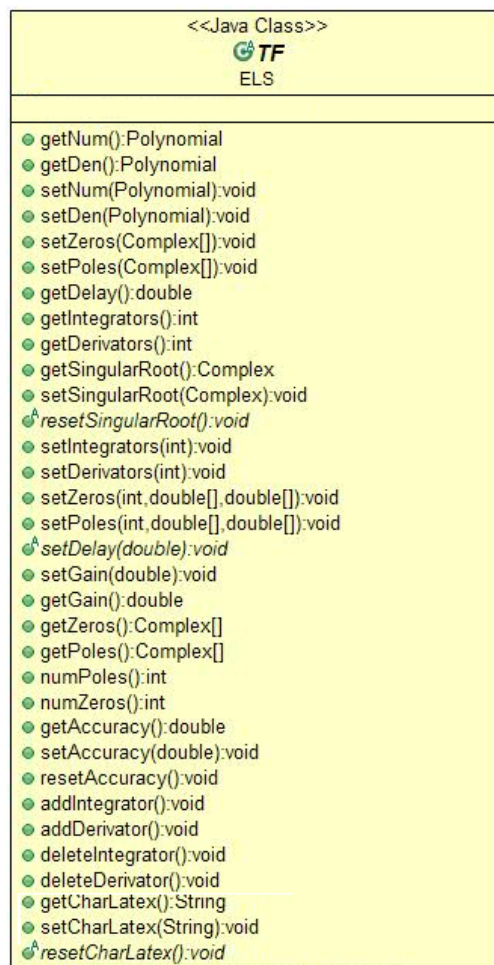 <<Java Class>>
TF
ELS
getNum():Polynomial
getDen():Polynomial
setNum(Polynomial):void
setDen(Polynomial):void
setZeros(Complex[]):void
setPoles(Complex[]):void
getDelay():double
getIntegrators():int
getDerivators():int
getSingularRoot():Complex
setSingularRoot(Complex):void
resetSingularRoot():void
setIntegrators(int):void
setDerivators(int):void
setZeros(int,double[],double[]):void
setPoles(int,double[],double[]):void
setDelay(double):void
setGain(double):void
getGain():double
getZeros():Complex[]
getPoles():Complex[]
numPoles():int
numZeros():int
getAccuracy():double
setAccuracy(double):void
resetAccuracy():void
addIntegrator():void
addDerivator():void
deleteIntegrator():void
deleteDerivator():void
getCharLatex():String
setCharLatex(String):void
resetCharLatex():void